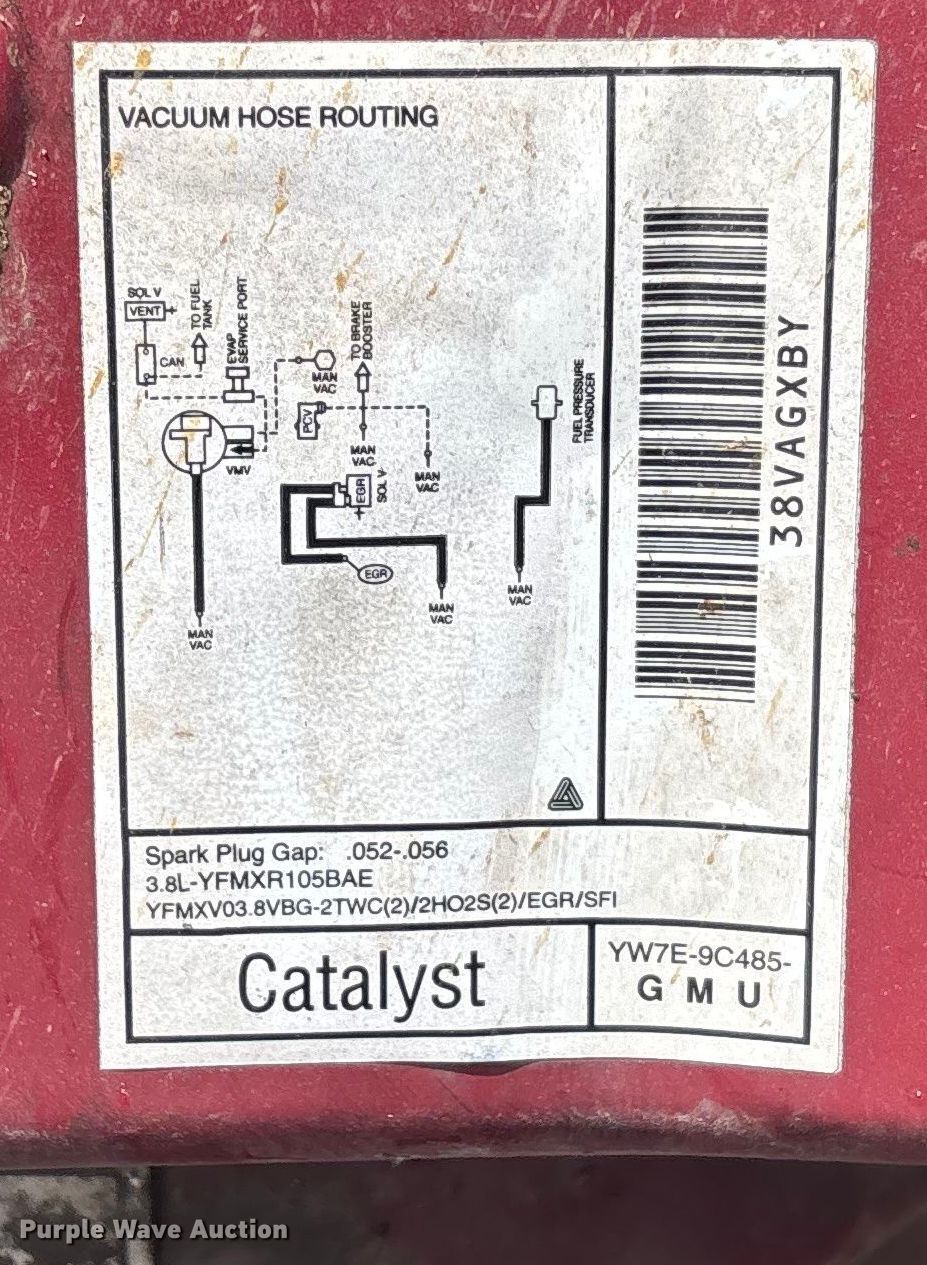 VACUUM HOSE ROUTING
SOL V
VENT
TO FUEL
TANK
CAN
EVAP
SERVICE PORT
VMV
MAN
VAC
MAN
VAC
PCV
TO BRAKE
BOOSTER
MAN
VAC
MAN
VAC
EGR
SOL V
EGR
MAN
VAC
FUEL PRESSURE
TRANSDUCER
MAN
VAC
38VAGXBY
Spark Plug Gap: .052-.056
3.8L-YFMXR105BAE
YFMXV03.8VBG-2TWC(2)/2HO2S(2)/EGR/SFI
Catalyst
YW7E-9C485-
G M U
Purple Wave Auction